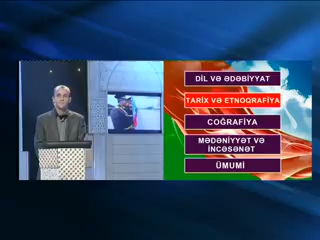 DİL VƏ ƏDƏBİYYAT
TARİX VƏ ETNOQRAFİYA
COĞRAFİYA
MƏDƏNİYYƏT VƏ
İNCƏSƏNƏT
ÜMUMİ